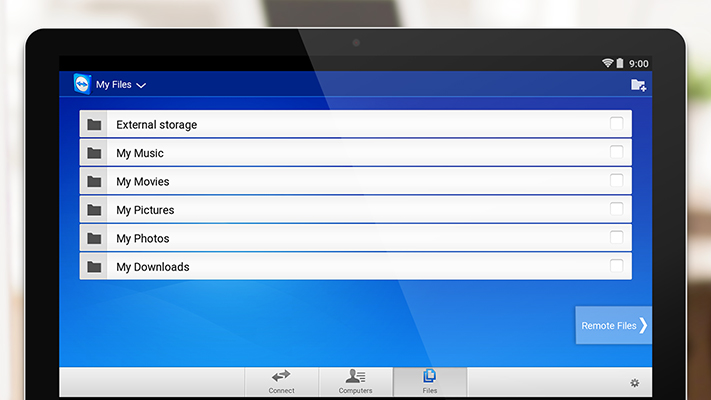 9:00
My Files
External storage
My Music
My Movies
My Pictures
My Photos
My Downloads
Remote Files
Connect
Computers
Files